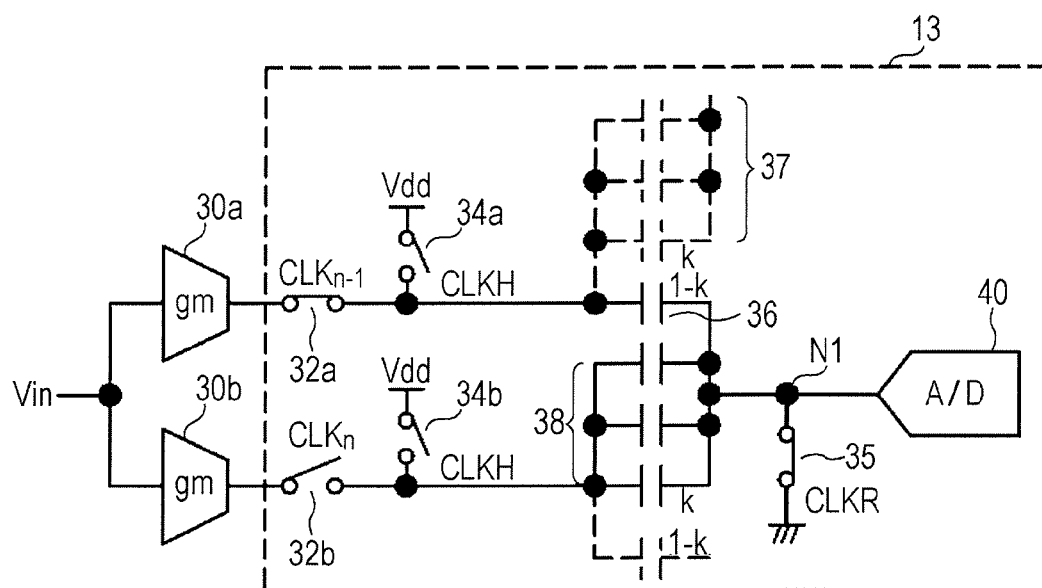 13
37
Vdd
34a
30a
k
CLKn-1
CLKH
1-k
gm
36
40
32a
N1
Vdd
Vin
34b
A/D
30b
38
CLKn
CLKH
35
gm
k
CLKR
32b
1-k